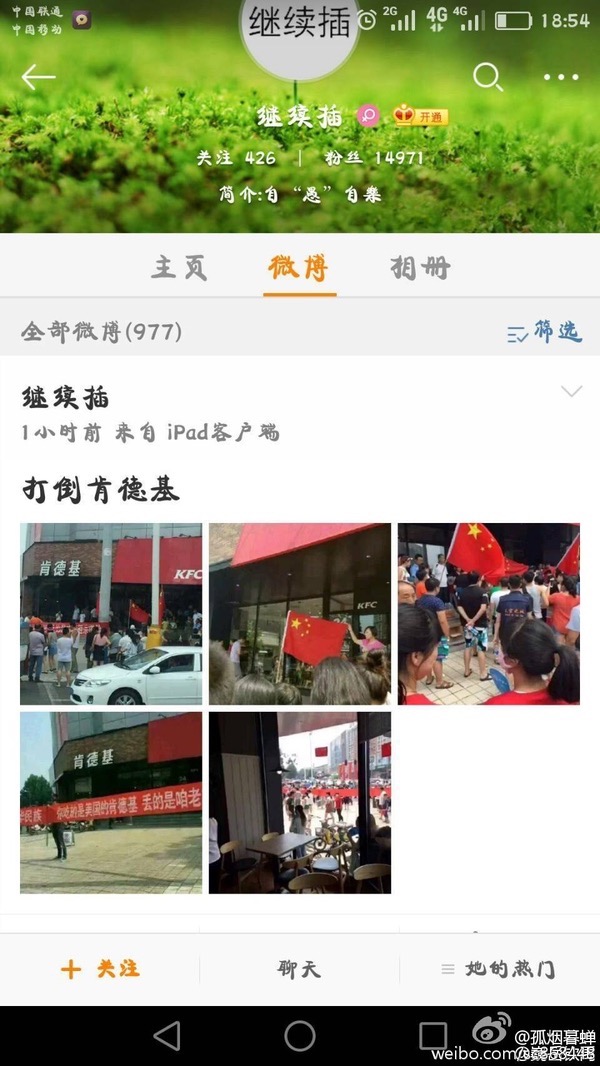 中国联通
中国移动
继续插
2G 4G 4G 18:54
继续插
开通
关注 426 | 粉丝 14971
简介:自“愚”自乐
主页 微博 相册
全部微博(977)
筛选
继续插
1小时前 来自 iPad客户端
打倒肯德基
肯德基
KFC
KFC
肯德基
民族 你吃的是美国的肯德基 丢的是咱老
+ 关注
聊天
她的热门
@孤烟暮蝉
weibo.com/